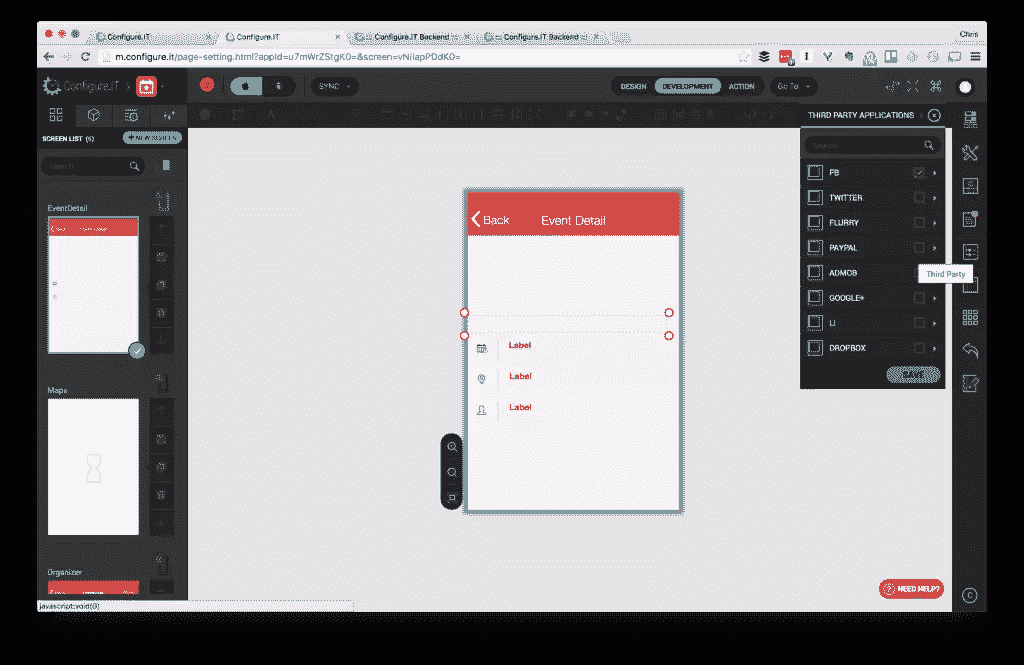 Configure.IT
Configure.IT
Configure.IT Backend
Configure.IT Backend
Chris
m.configure.it/page-setting.html?appId=u7mWrZStgK0=&screen=vNilapPDdK0=
Configure.IT
SYNC
DESIGN
DEVELOPMENT
ACTION
Go To
SCREEN LIST (6)
+NEW SCREEN
THIRD PARTY APPLICATIONS
Search
Search
EventDetail
Back
Event Detail
Label
Label
Label
FB
TWITTER
FLURRY
PAYPAL
ADMOB
Third Party
GOOGLE+
LI
DROPBOX
SAVE
Maps
Organizer
NEED HELP?
javascript:void(0)